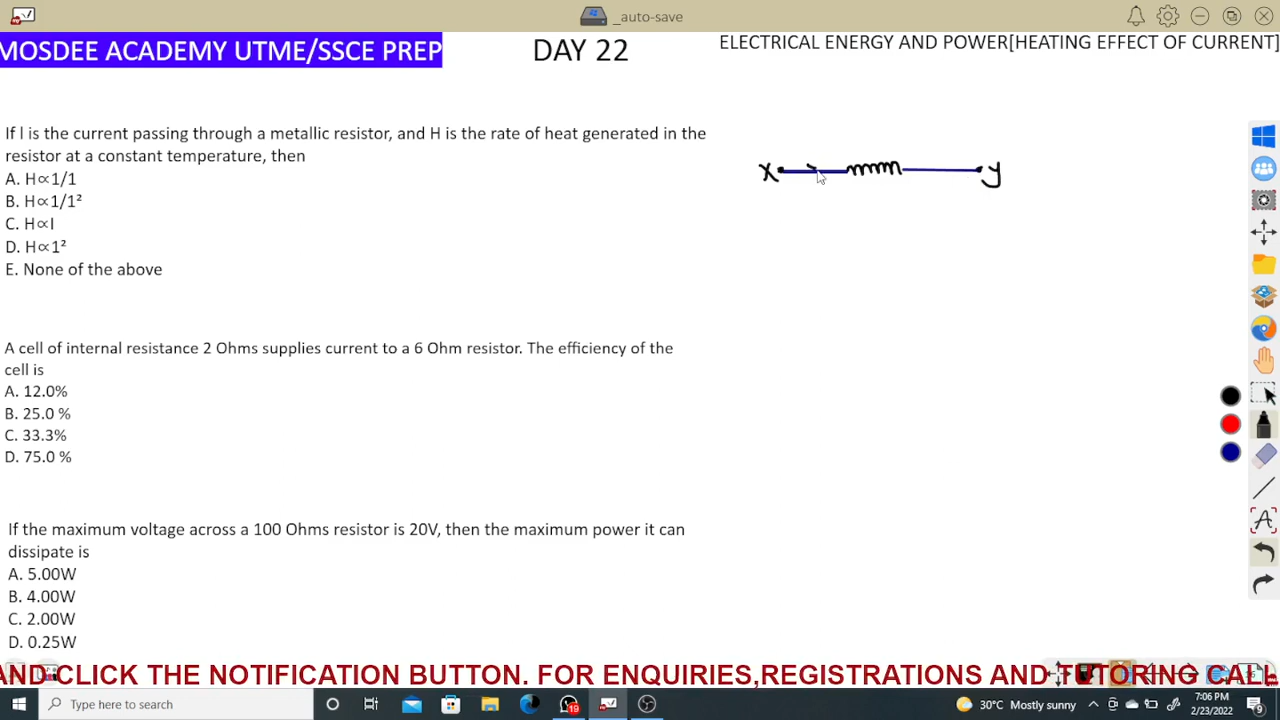 _auto-save
MOSDEE ACADEMY UTME/SSCE PREP
DAY 22
ELECTRICAL ENERGY AND POWER[HEATING EFFECT OF CURRENT]
If l is the current passing through a metallic resistor, and H is the rate of heat generated in the
resistor at a constant temperature, then
A. H∝1/1
B. H∝1/1²
C. H∝l
D. H∝1²
E. None of the above
x y
A cell of internal resistance 2 Ohms supplies current to a 6 Ohm resistor. The efficiency of the
cell is
A. 12.0%
B. 25.0 %
C. 33.3%
D. 75.0 %
If the maximum voltage across a 100 Ohms resistor is 20V, then the maximum power it can
dissipate is
A. 5.00W
B. 4.00W
C. 2.00W
D. 0.25W
AND CLICK THE NOTIFICATION BUTTON. FOR ENQUIRIES,REGISTRATIONS AND TUTORING CALL
Type here to search
19
30°C Mostly sunny
7:06 PM
2/23/2022
9